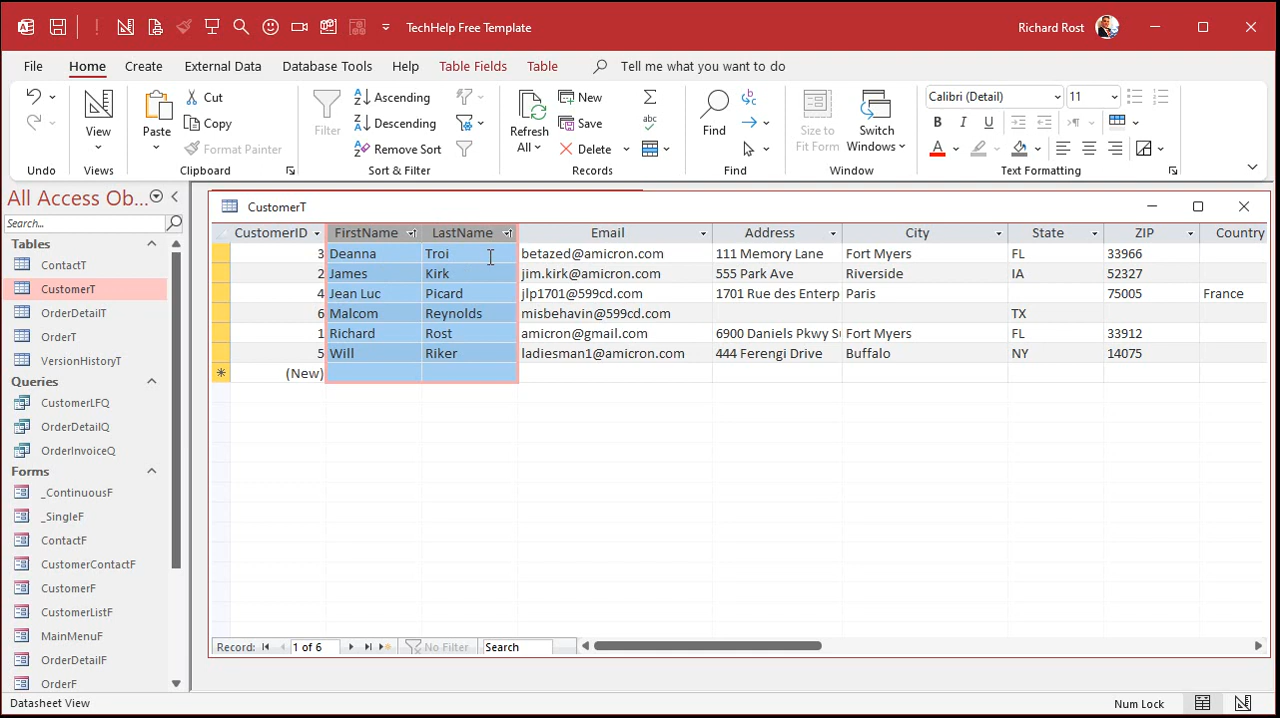 TechHelp Free Template
Richard Rost
File Home Create External Data Database Tools Help Table Fields Table Tell me what you want to do
Undo
View
Views
Paste
Cut
Copy
Format Painter
Clipboard
Filter
Ascending
Descending
Remove Sort
Sort & Filter
Refresh
All
New
Save
Delete
Records
Find
Find
Size to
Fit Form
Switch
Windows
Window
Calibri (Detail) 11
B I U
Text Formatting
All Access Ob...
Search...
Tables
ContactT
CustomerT
OrderDetailT
OrderT
VersionHistoryT
Queries
CustomerLFQ
OrderDetailQ
OrderInvoiceQ
Forms
_ContinuousF
_SingleF
ContactF
CustomerContactF
CustomerF
CustomerListF
MainMenuF
OrderDetailF
OrderF
CustomerT
CustomerID FirstName LastName Email Address City State ZIP Country
3 Deanna Troi betazed@amicron.com 111 Memory Lane Fort Myers FL 33966
2 James Kirk jim.kirk@amicron.com 555 Park Ave Riverside IA 52327
4 Jean Luc Picard jlp1701@599cd.com 1701 Rue des Enterp Paris 75005 France
6 Malcom Reynolds misbehavin@599cd.com TX
1 Richard Rost amicron@gmail.com 6900 Daniels Pkwy Su Fort Myers FL 33912
5 Will Riker ladiesman1@amicron.com 444 Ferengi Drive Buffalo NY 14075
(New)
Record: 1 of 6 No Filter Search
Datasheet View
Num Lock